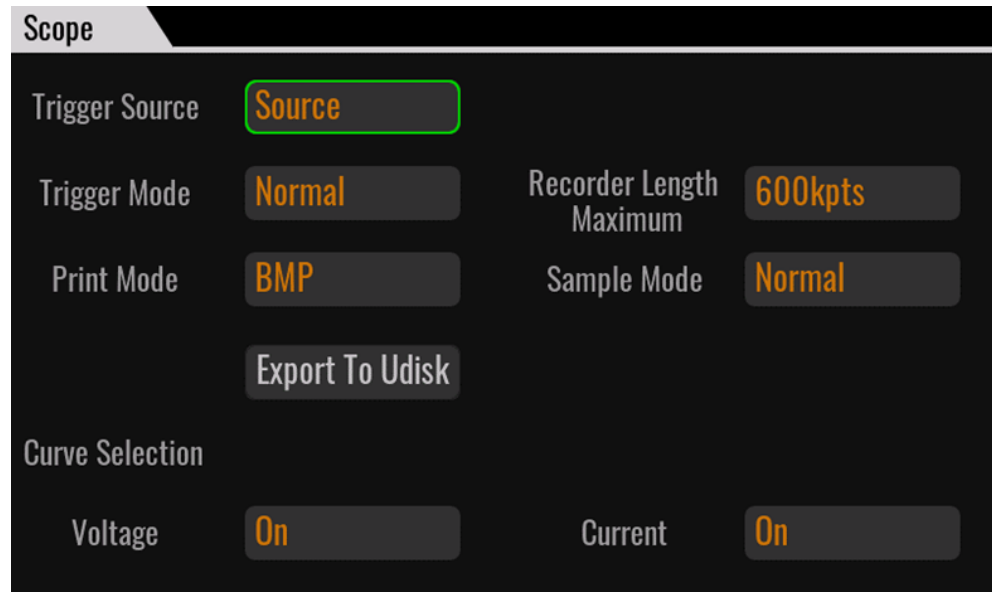 Scope
Trigger Source Source
Trigger Mode Normal Recorder Length Maximum 600kpts
Print Mode BMP Sample Mode Normal
Export To Udisk
Curve Selection
Voltage On Current On